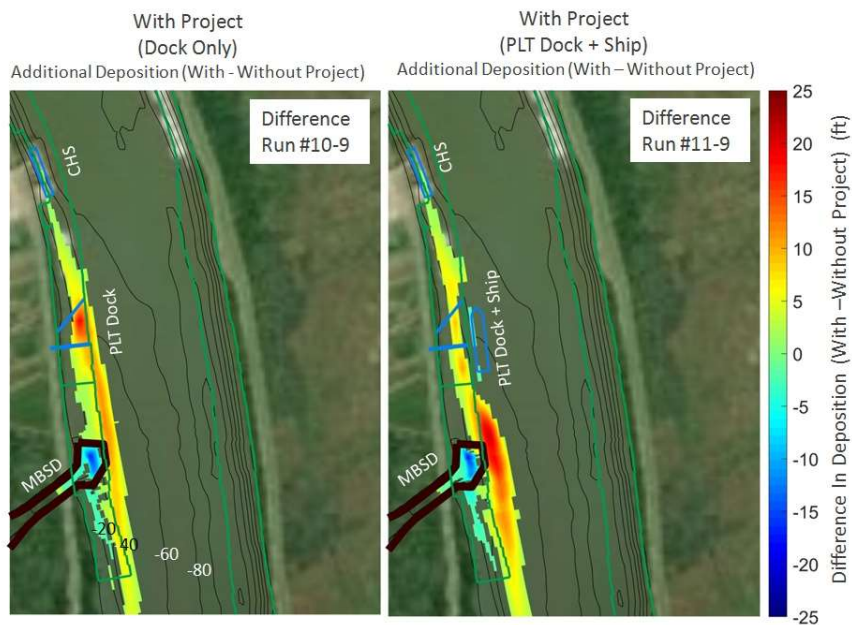 With Project
(Dock Only)
Additional Deposition (With - Without Project)
Difference
Run #10-9
CHS
PLT Dock
MBSD
-20
-40
-60
-80
With Project
(PLT Dock + Ship)
Additional Deposition (With – Without Project)
Difference
Run #11-9
CHS
PLT Dock + Ship
MBSD
25
20
15
10
5
0
-5
-10
-15
-20
-25
Difference In Deposition (With –Without Project) (ft)